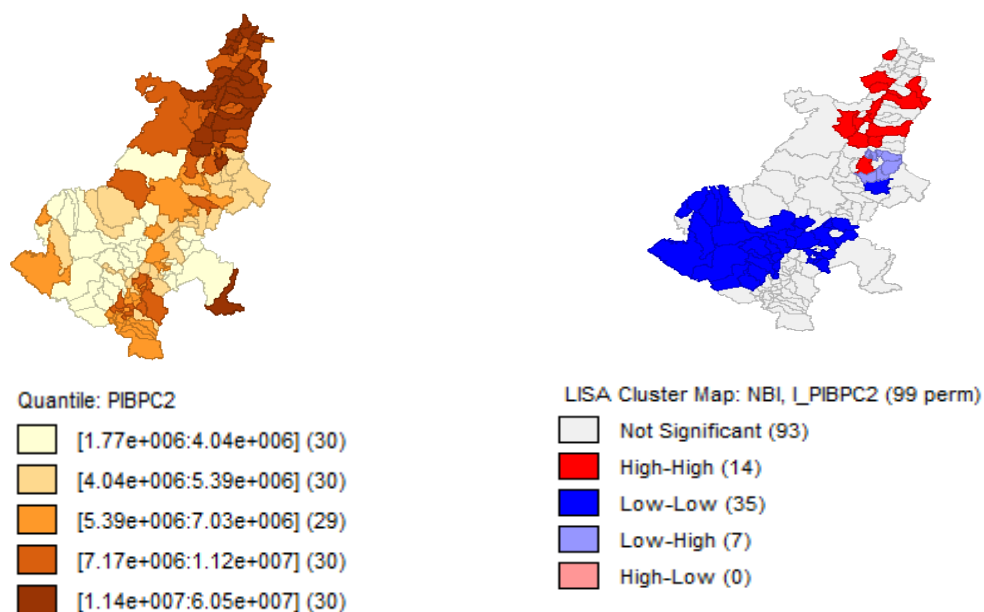 Quantile: PIBPC2
[1.77e+006:4.04e+006] (30)
[4.04e+006:5.39e+006] (30)
[5.39e+006:7.03e+006] (29)
[7.17e+006:1.12e+007] (30)
[1.14e+007:6.05e+007] (30)
LISA Cluster Map: NBI, I_PIBPC2 (99 perm)
Not Significant (93)
High-High (14)
Low-Low (35)
Low-High (7)
High-Low (0)